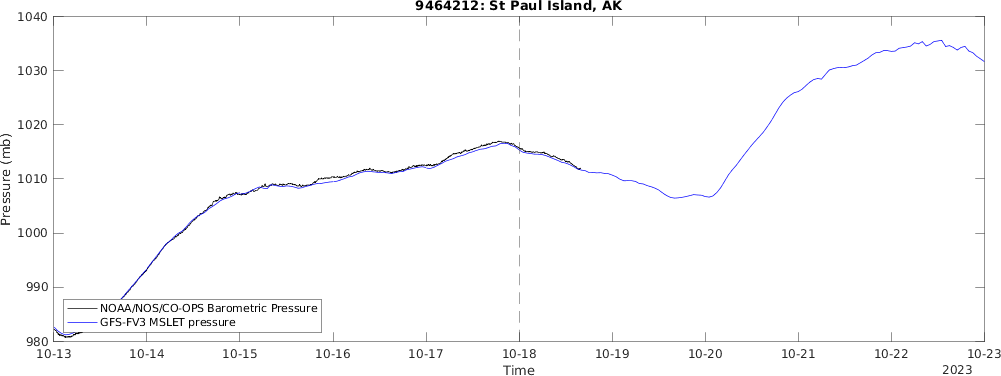 9464212: St Paul Island, AK
Pressure (mb)
1040
1030
1020
1010
1000
990
980
NOAA/NOS/CO-OPS Barometric Pressure
GFS-FV3 MSLET pressure
10-13 10-14 10-15 10-16 10-17 10-18 10-19 10-20 10-21 10-22 10-23
Time
2023